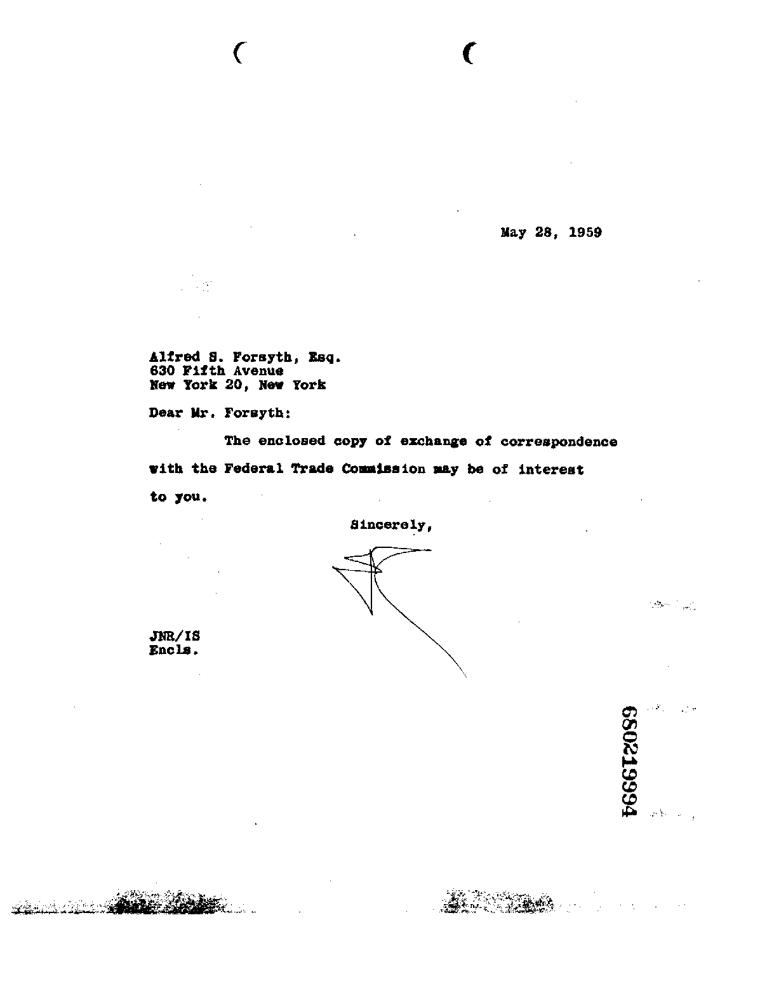 May 28, 1959
Alfred S. Forsyth, Esq.
630 Fifth Avenue
New York 20, New York
Dear Mr. Forsyth:
The enclosed copy of exchange of correspondence
with the Federal Trade Commission may be of interest
to you.
Sincerely,
JNR/IS
Encls.
680219994